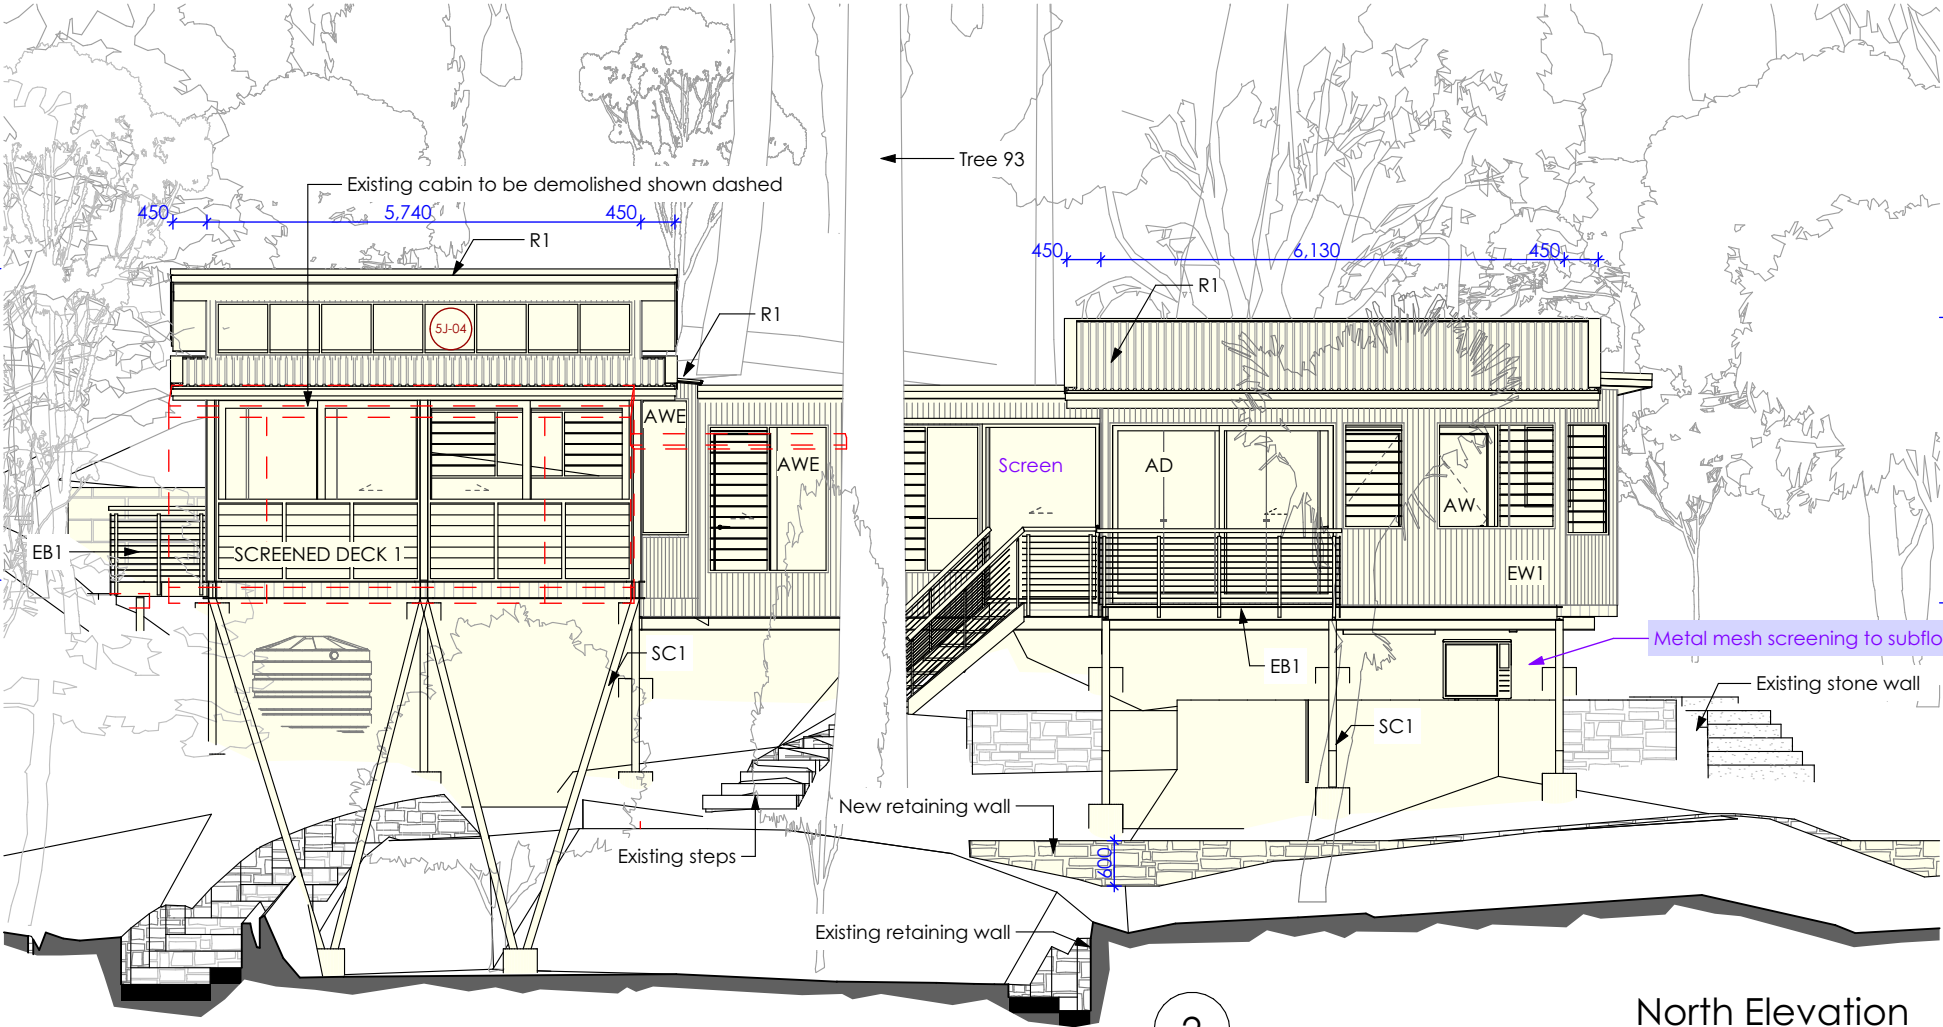 Tree 93
Existing cabin to be demolished shown dashed
450 5,740 450
R1
450 6,130 450
R1
R1
5J-04
AWE
AWE
Screen
AD
AW
EB1
SCREENED DECK 1
EW1
SC1
EB1
Metal mesh screening to subflo
Existing stone wall
SC1
New retaining wall
600
Existing steps
Existing retaining wall
North Elevation